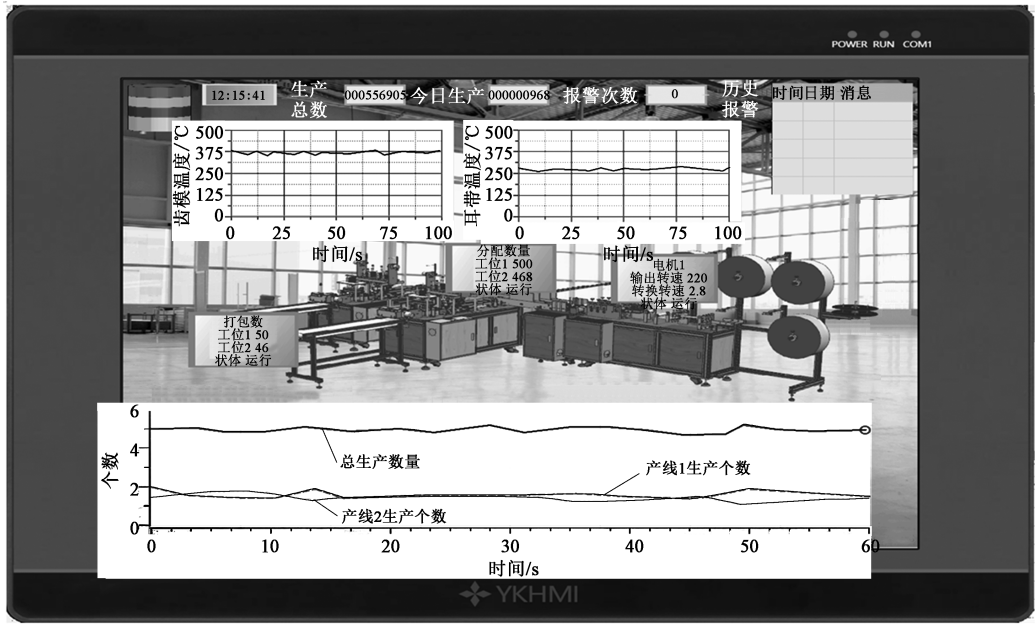 POWER RUN COM1
12:15:41
生产
总数
000556905
今日生产
000000968
报警次数
0
历史
报警
时间日期 消息
齿模温度/℃
500
375
250
125
0
0 25 50 75 100
时间/s
耳带温度/℃
500
375
250
125
0
0 25 50 75 100
时间/s
分配数量
工位1 500
工位2 468
状体 运行
电机1
输出转速 220
转换转速 2.8
状体 运行
打包数
工位1 50
工位2 46
状体 运行
个数
6
4
2
0
总生产数量
产线1生产个数
产线2生产个数
0 10 20 30 40 50 60
时间/s
YKHMI